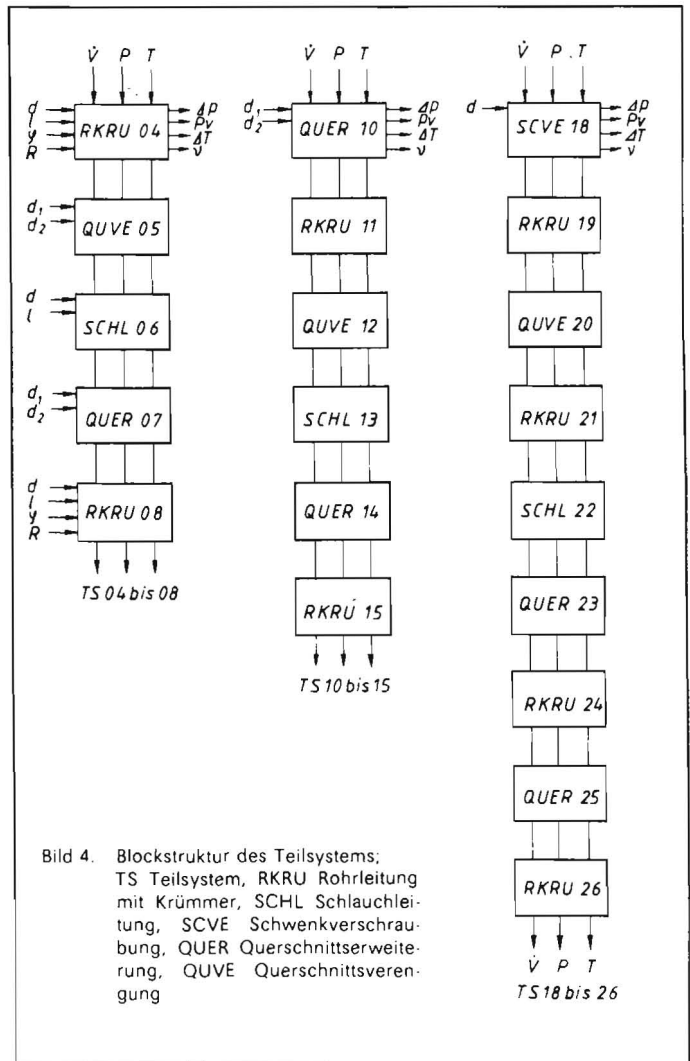 V̇ P T
d
l
y
R
RKRU 04
ΔP
Pv
ΔT
ν
d₁
d₂
QUVE 05
d
l
SCHL 06
d₁
d₂
QUER 07
d
l
y
R
RKRU 08
TS 04 bis 08
V̇ P T
d₁
d₂
QUER 10
ΔP
Pv
ΔT
ν
RKRU 11
QUVE 12
SCHL 13
QUER 14
RKRU 15
TS 10 bis 15
V̇ P T
d
SCVE 18
ΔP
Pv
ΔT
ν
RKRU 19
QUVE 20
RKRU 21
SCHL 22
QUER 23
RKRU 24
QUER 25
RKRU 26
V̇ P T
TS 18 bis 26
Bild 4. Blockstruktur des Teilsystems;
TS Teilsystem, RKRU Rohrleitung
mit Krümmer, SCHL Schlauchlei-
tung, SCVE Schwenkverschrau-
bung, QUER Querschnittserweite-
rung, QUVE Querschnittsveren-
gung